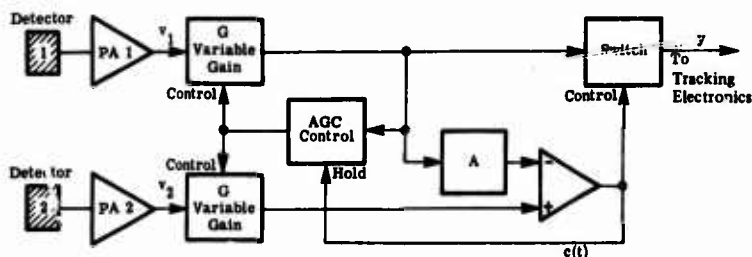 Detector
1
PA 1
v1
G
Variable
Gain
Control
Switch
7
To
Tracking
Electronics
Control
AGC
Control
Hold
A
-
+
Control
Detector
2
PA 2
v2
G
Variable
Gain
c(t)